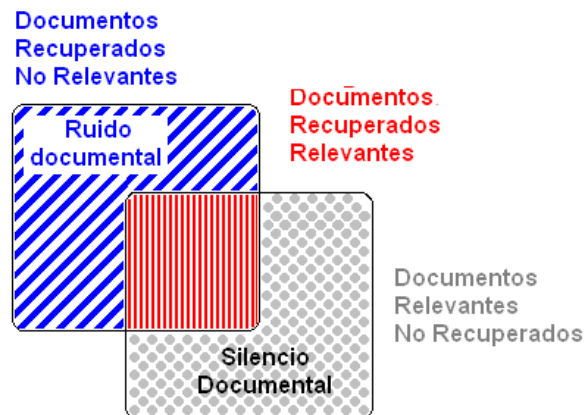 Documentos
Recuperados
No Relevantes
Documentos.
Recuperados
Relevantes
Ruido
documental
Documentos
Relevantes
No Recuperados
Silencio
Documental